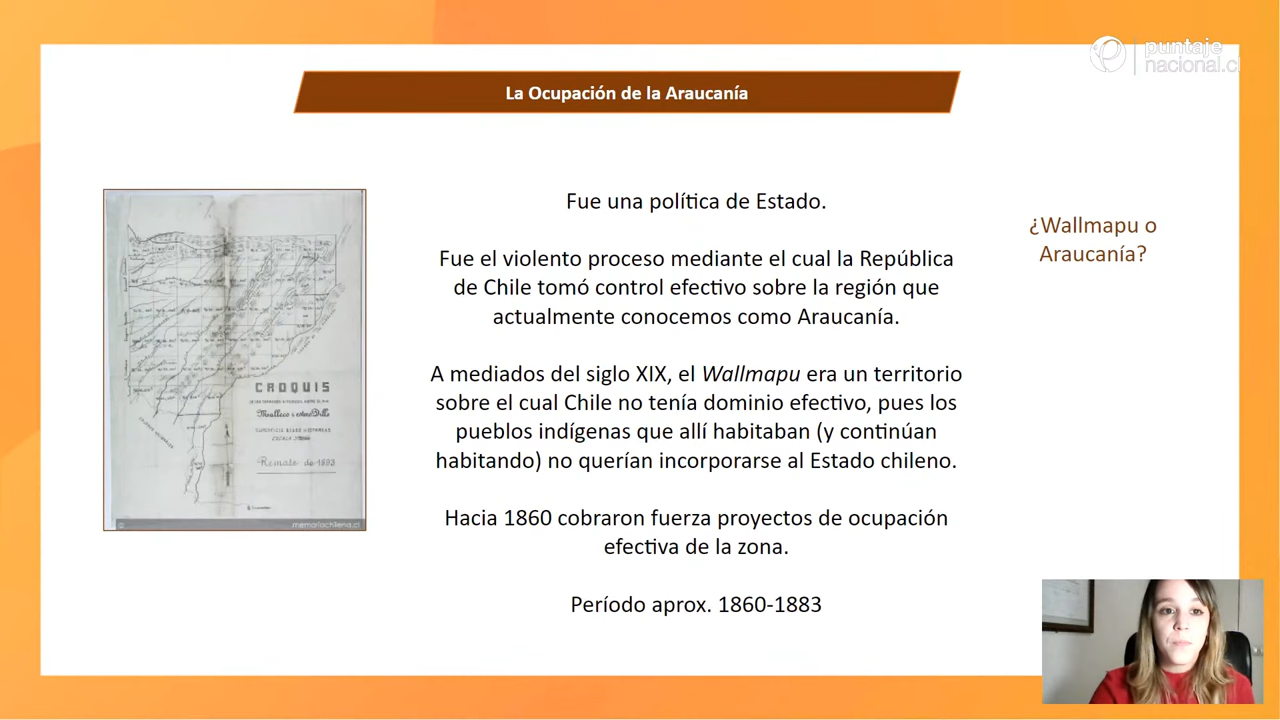 puntaje
nacional.cl
La Ocupación de la Araucanía
Fue una política de Estado.
Fue el violento proceso mediante el cual la República
de Chile tomó control efectivo sobre la región que
actualmente conocemos como Araucanía.
A mediados del siglo XIX, el Wallmapu era un territorio
sobre el cual Chile no tenía dominio efectivo, pues los
pueblos indígenas que allí habitaban (y continúan
habitando) no querían incorporarse al Estado chileno.
Hacia 1860 cobraron fuerza proyectos de ocupación
efectiva de la zona.
Período aprox. 1860-1883
¿Wallmapu o
Araucanía?
CROQUIS
Remate de 1893
memoriachilena.cl